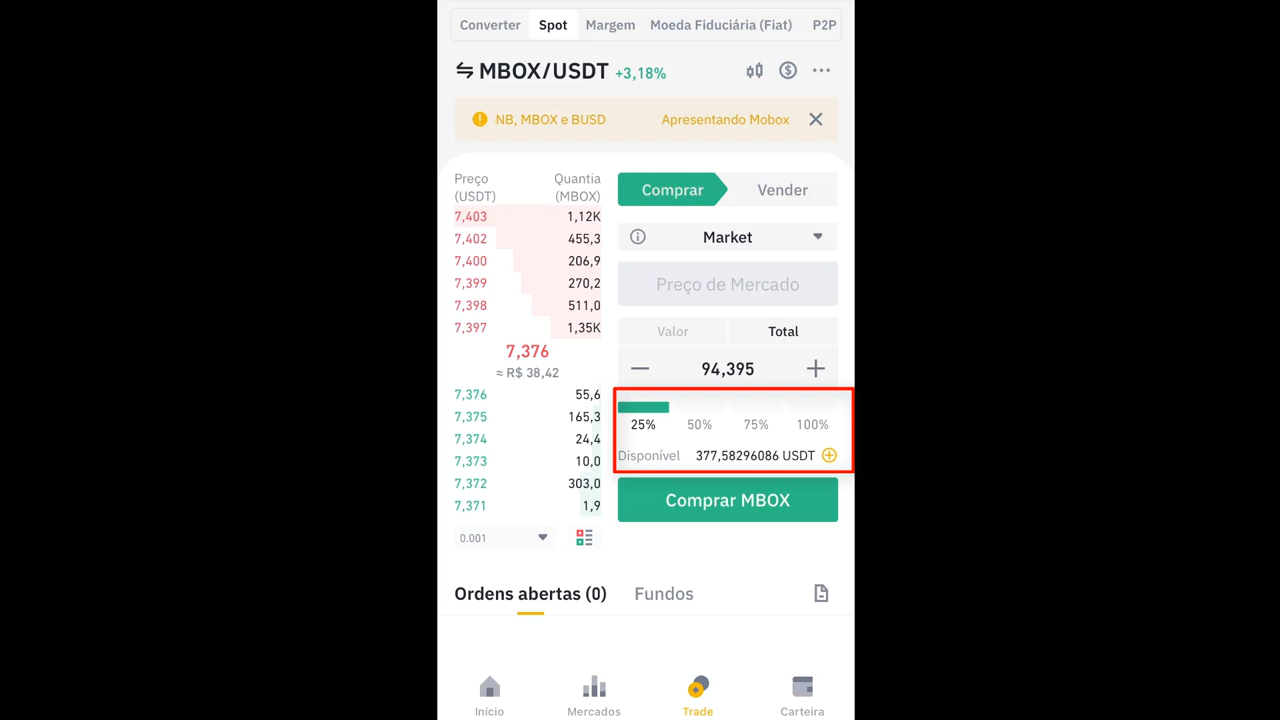 Converter Spot Margem Moeda Fiduciária (Fiat) P2P
MBOX/USDT +3,18%
NB, MBOX e BUSD Apresentando Mobox
Preço Quantia
(USDT) (MBOX)
7,403 1,12K
7,402 455,3
7,400 206,9
7,399 270,2
7,398 511,0
7,397 1,35K
7,376
≈ R$ 38,42
7,376 55,6
7,375 165,3
7,374 24,4
7,373 10,0
7,372 303,0
7,371 1,9
0.001
Comprar Vender
Market
Preço de Mercado
Valor Total
94,395
25% 50% 75% 100%
Disponível 377,58296086 USDT
Comprar MBOX
Ordens abertas (0) Fundos
Início Mercados Trade Carteira